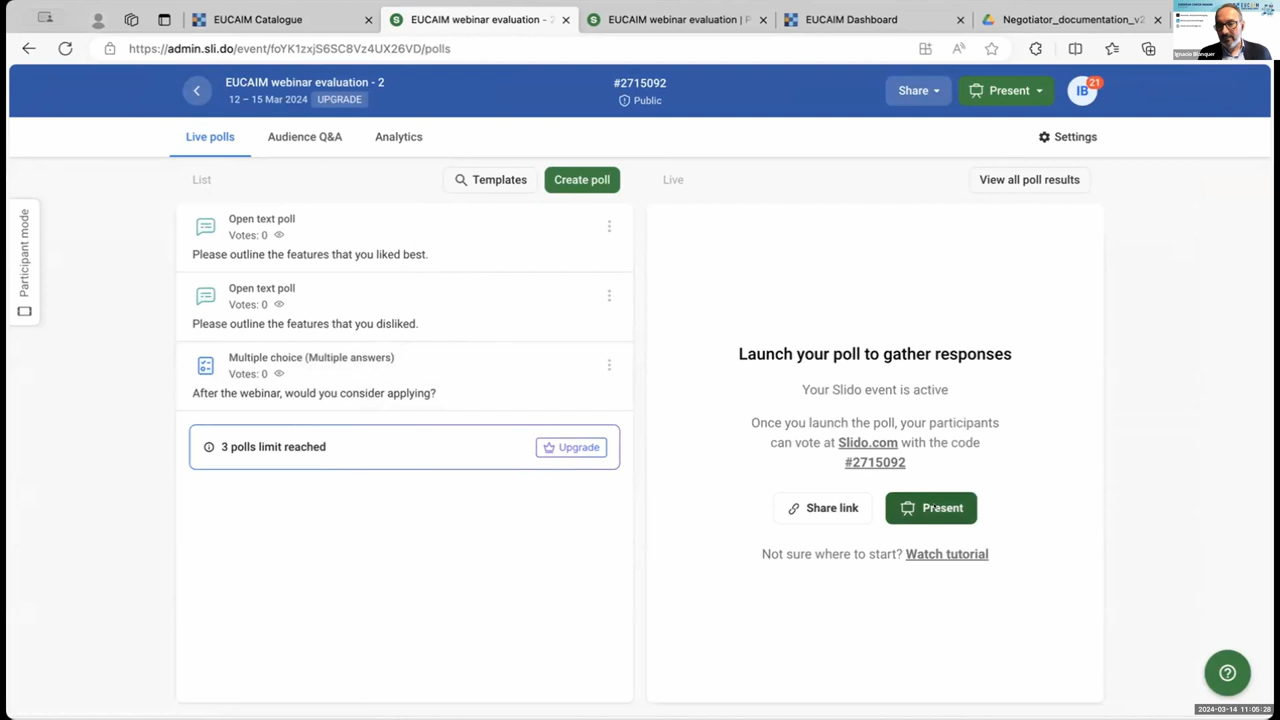 EUCAIM Catalogue
EUCAIM webinar evaluation - 2
EUCAIM webinar evaluation | P
EUCAIM Dashboard
Negotiator_documentation_v2
https://admin.sli.do/event/foYK1zxjS6SC8Vz4UX26VD/polls
Ignacio Blanquer
EUCAIM webinar evaluation - 2
12 – 15 Mar 2024 UPGRADE
#2715092
Public
Share
Present
IB
21
Live polls
Audience Q&A
Analytics
Settings
Participant mode
List
Templates
Create poll
Live
View all poll results
Open text poll
Votes: 0
Please outline the features that you liked best.
Open text poll
Votes: 0
Please outline the features that you disliked.
Multiple choice (Multiple answers)
Votes: 0
After the webinar, would you consider applying?
3 polls limit reached
Upgrade
Launch your poll to gather responses
Your Slido event is active
Once you launch the poll, your participants
can vote at Slido.com with the code
#2715092
Share link
Present
Not sure where to start? Watch tutorial
2024-03-14 11:05:28